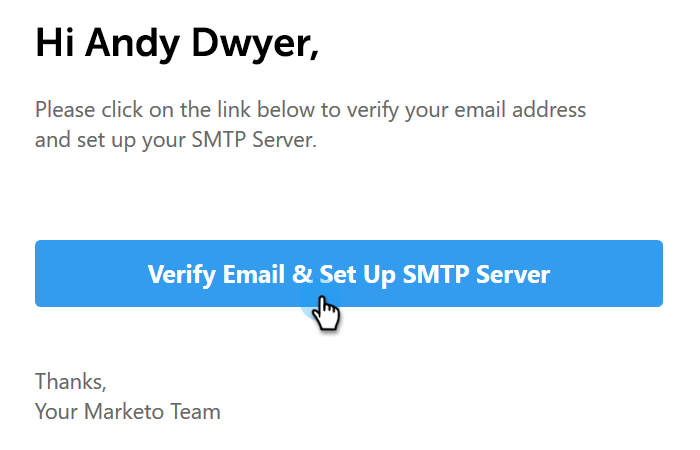 Hi Andy Dwyer,
Please click on the link below to verify your email address
and set up your SMTP Server.
Verify Email & Set Up SMTP Server
Thanks,
Your Marketo Team